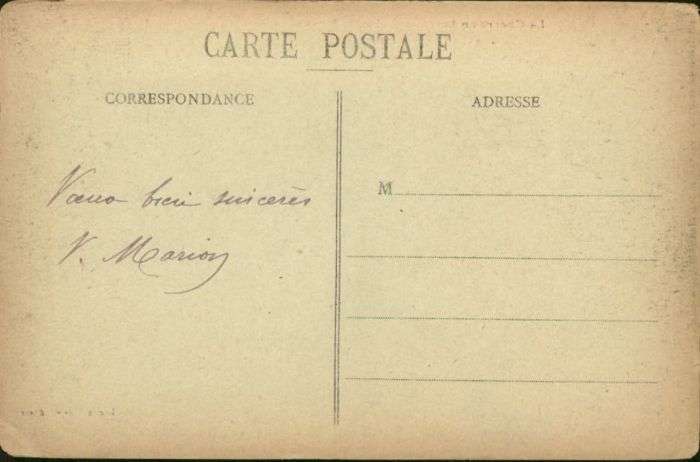 CARTE POSTALE
CORRESPONDANCE
ADRESSE
Vœux bien sincères
V. Marion
M